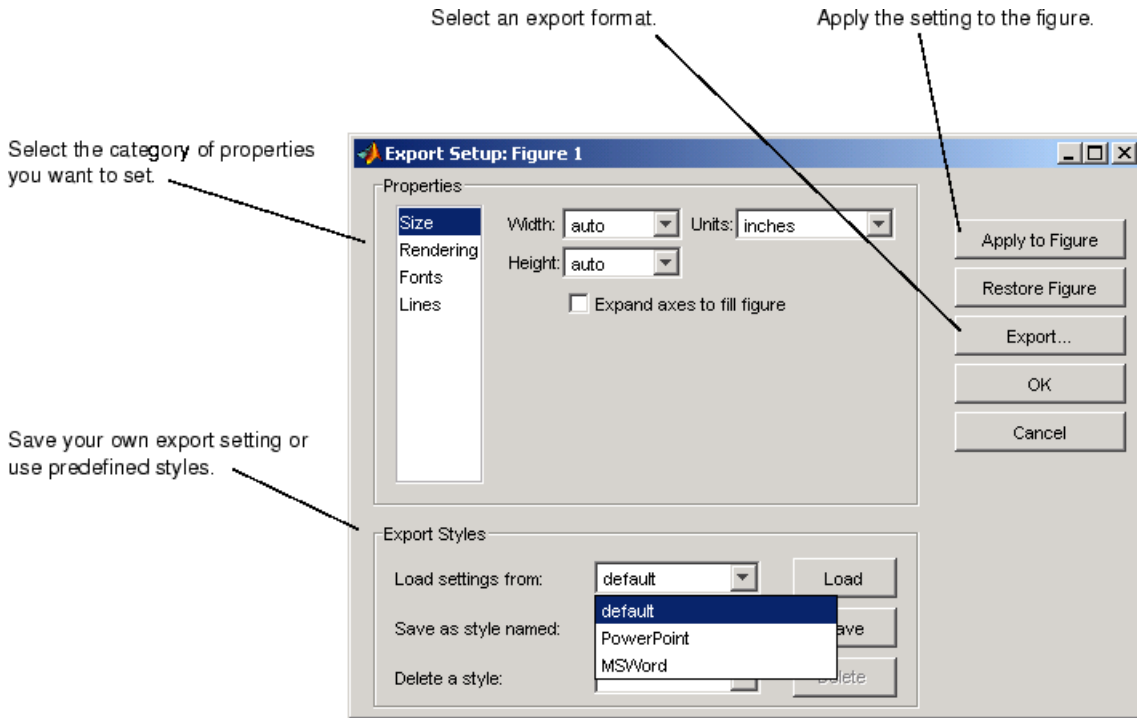 Select an export format.
Apply the setting to the figure.
Select the category of properties
you want to set.
Export Setup: Figure 1
Properties
Size
Rendering
Fonts
Lines
Width: auto
Units: inches
Height: auto
Expand axes to fill figure
Apply to Figure
Restore Figure
Export...
OK
Cancel
Save your own export setting or
use predefined styles.
Export Styles
Load settings from: default Load
default
PowerPoint
MSWord
Save as style named: ave
Delete a style: Delete